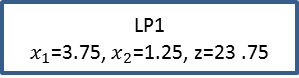 LP1
𝑥₁=3.75, 𝑥₂=1.25, z=23 .75